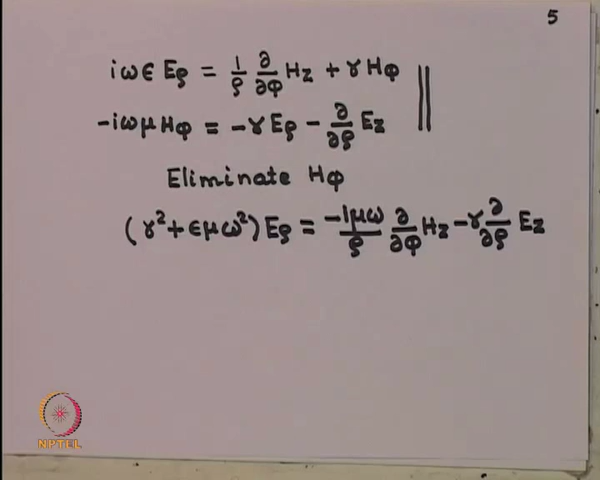 5
iωϵ Eρ = 1/ρ ∂/∂φ Hz + γ Hφ
-iωμ Hφ = -γ Eρ - ∂/∂ρ Ez
Eliminate Hφ
(γ² + ϵμω²) Eρ = -iμω/ρ ∂/∂φ Hz - γ ∂/∂ρ Ez
NPTEL